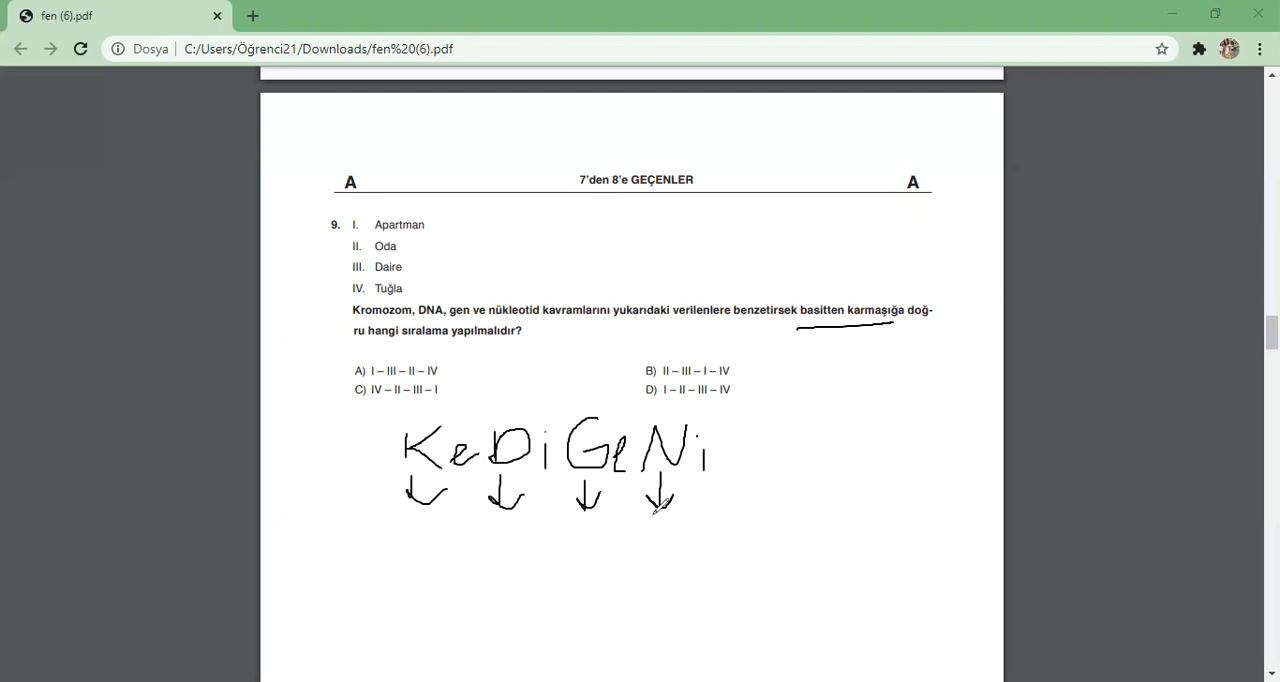 fen (6).pdf
Dosya C:/Users/Öğrenci21/Downloads/fen%20(6).pdf
A 7'den 8'e GEÇENLER A
9. I. Apartman
II. Oda
III. Daire
IV. Tuğla
Kromozom, DNA, gen ve nükleotid kavramlarını yukarıdaki verilenlere benzetirsek basitten karmaşığa doğ-
ru hangi sıralama yapılmalıdır?
A) I – III – II – IV B) II – III – I – IV
C) IV – II – III – I D) I – II – III – IV
KeDiGeNi